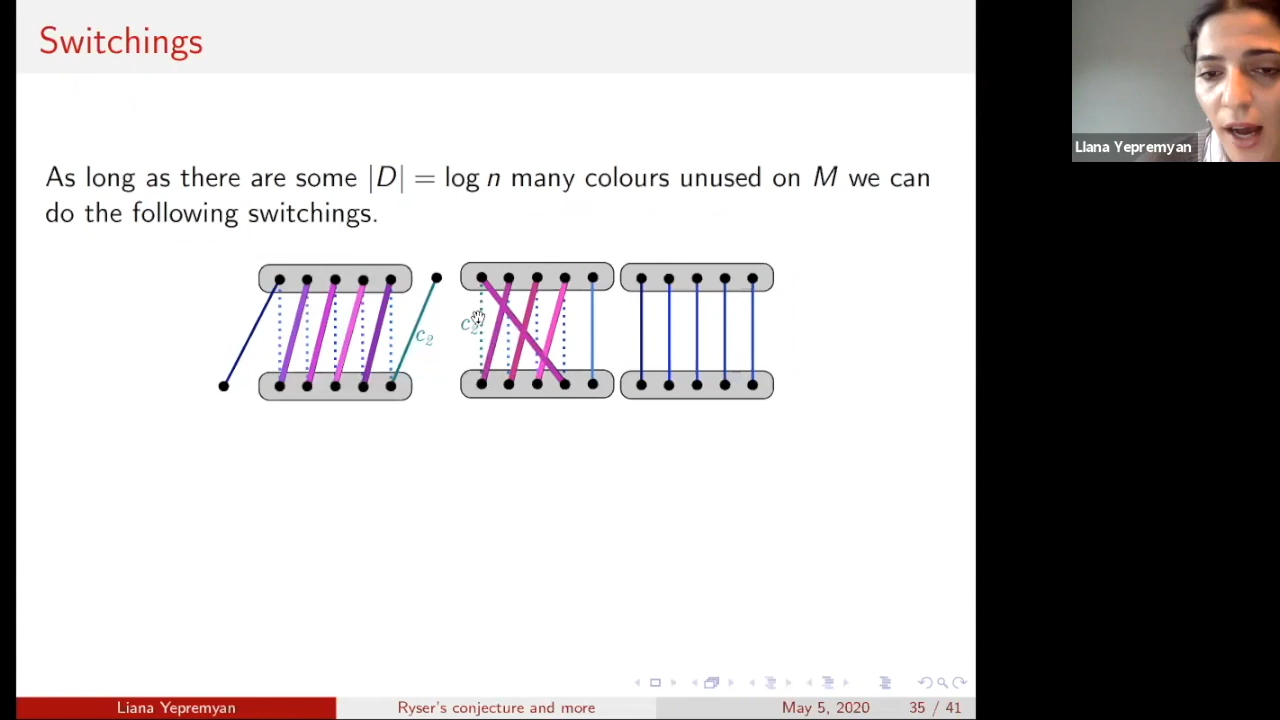 Switchings
LIana Yepremyan
As long as there are some |D| = log n many colours unused on M we can
do the following switchings.
c₂
c₂
Liana Yepremyan
Ryser's conjecture and more
May 5, 2020
35 / 41